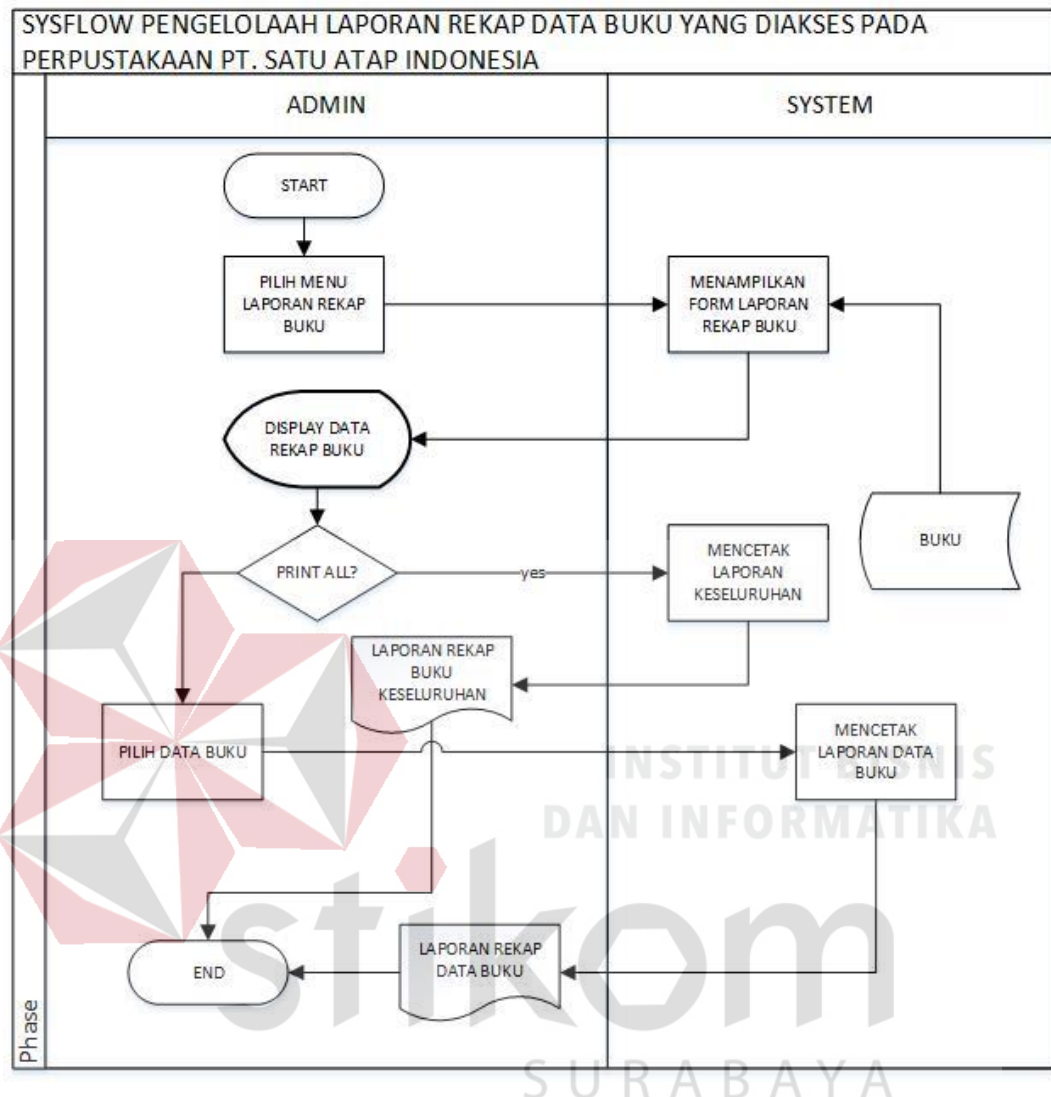 SYSFLOW PENGELOLAAH LAPORAN REKAP DATA BUKU YANG DIAKSES PADA
PERPUSTAKAAN PT. SATU ATAP INDONESIA
ADMIN
SYSTEM
START
PILIH MENU
LAPORAN REKAP
BUKU
MENAMPILKAN
FORM LAPORAN
REKAP BUKU
DISPLAY DATA
REKAP BUKU
BUKU
PRINT ALL?
yes
MENCETAK
LAPORAN
KESELURUHAN
LAPORAN REKAP
BUKU
KESELURUHAN
PILIH DATA BUKU
MENCETAK
LAPORAN DATA
BUKU
INSTITUT BISNIS
DAN INFORMATIKA
stikom
SURABAYA
LAPORAN REKAP
DATA BUKU
END
Phase